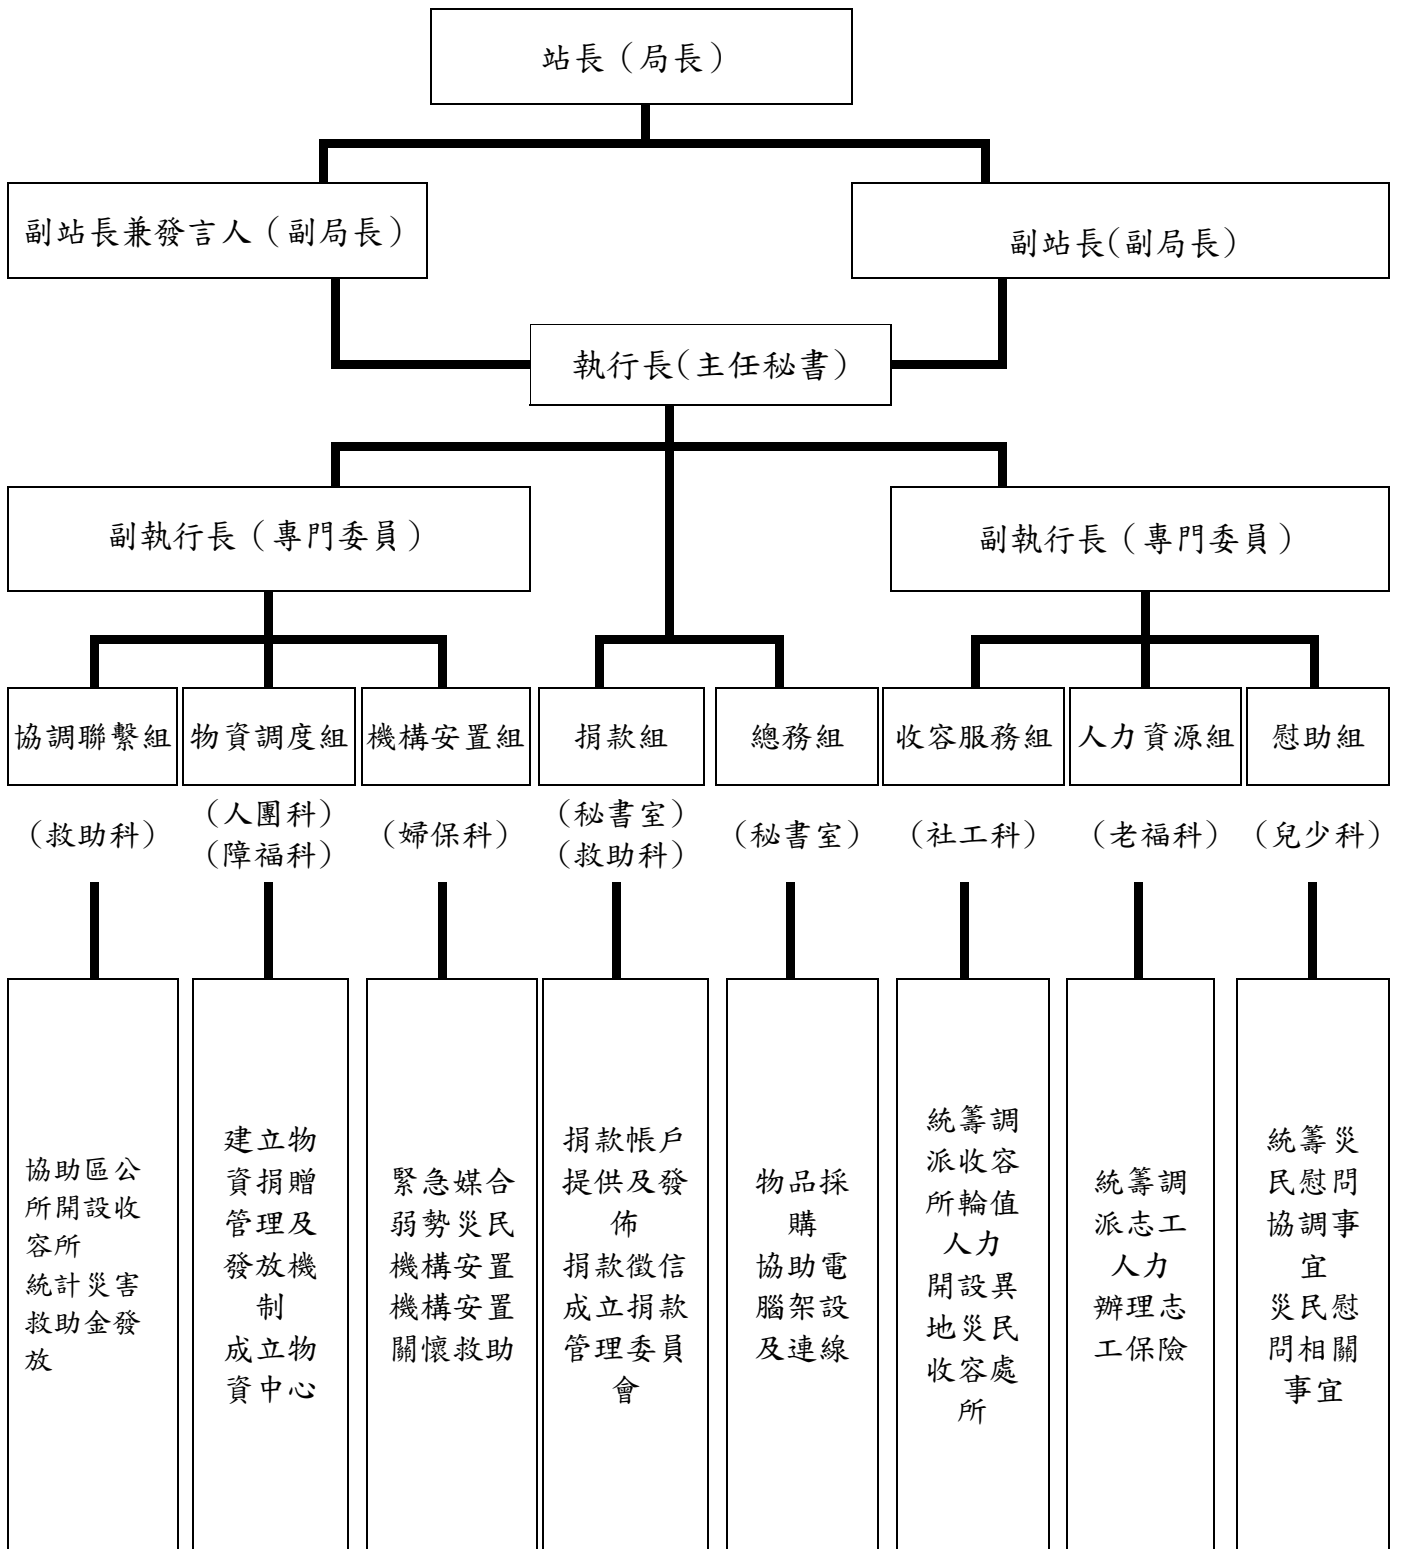 站長（局長）
副站長兼發言人（副局長）
副站長(副局長)
執行長(主任秘書)
副執行長（專門委員）
副執行長（專門委員）
協調聯繫組
物資調度組
機構安置組
捐款組
總務組
收容服務組
人力資源組
慰助組
（救助科）
（人團科）
（障福科）
（婦保科）
（秘書室）
（救助科）
（秘書室）
（社工科）
（老福科）
（兒少科）
協助區公
所開設收
容所
統計災害
救助金發
放
建立物
資捐贈
管理及
發放機
制
成立物
資中心
緊急媒合
弱勢災民
機構安置
機構安置
關懷救助
捐款帳戶
提供及發
佈
捐款徵信
成立捐款
管理委員
會
物品採
購
協助電
腦架設
及連線
統籌調
派收容
所輪值
人力
開設異
地災民
收容處
所
統籌調
派志工
人力
辦理志
工保險
統籌災
民慰問
協調事
宜
災民慰
問相關
事宜